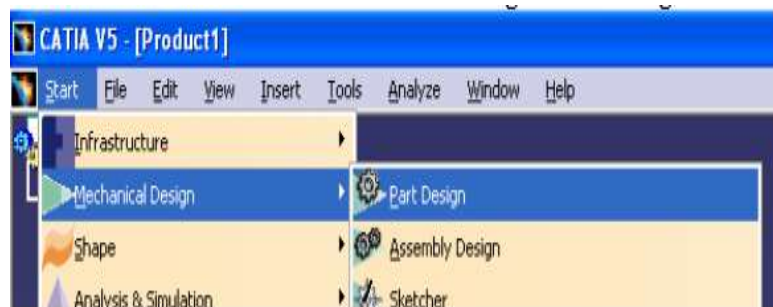 CATIA V5 - [Product1]
Start File Edit View Insert Tools Analyze Window Help
Infrastructure
Mechanical Design Part Design
Shape Assembly Design
Analysis & Simulation Sketcher